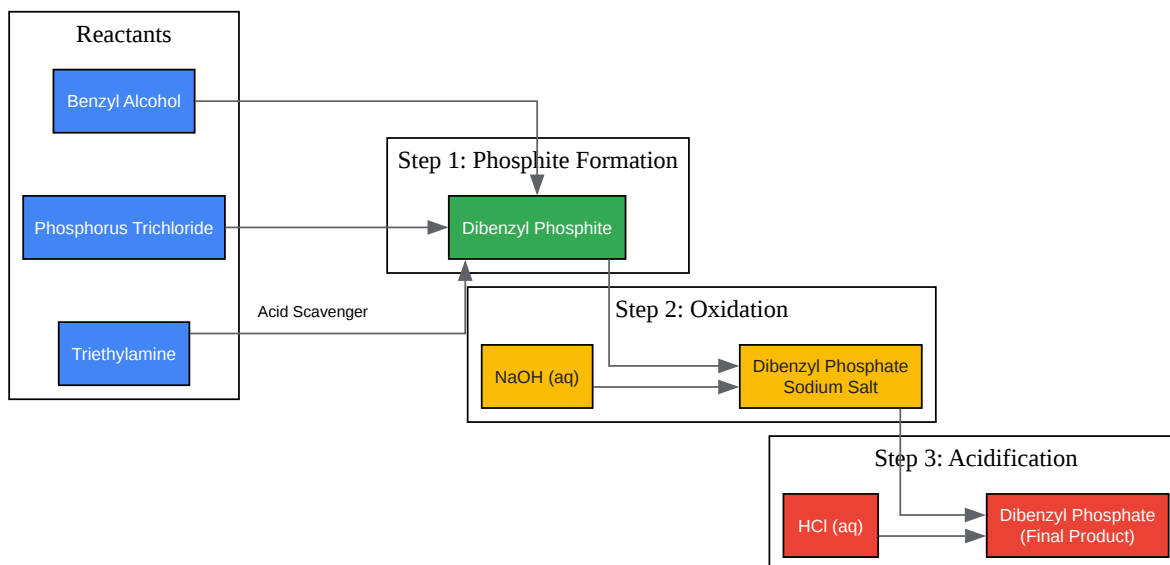 Reactants
Benzyl Alcohol
Step 1: Phosphite Formation
Phosphorus Trichloride
Dibenzyl Phosphite
Acid Scavenger
Triethylamine
Step 2: Oxidation
NaOH (aq)
Dibenzyl Phosphate
Sodium Salt
Step 3: Acidification
HCl (aq)
Dibenzyl Phosphate
(Final Product)